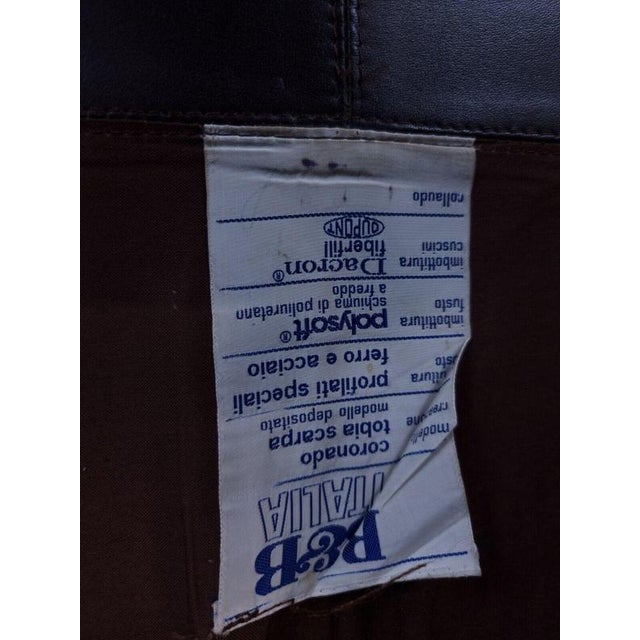 B&B
ITALIA
coronado
tobia scarpa
modello depositato
profilati speciali
ferro e acciaio
imbottitura polysoft®
fusto schiuma di poliuretano
a freddo
imbottitura Dacron®
cuscini fiberfill
DUPONT
collaudo